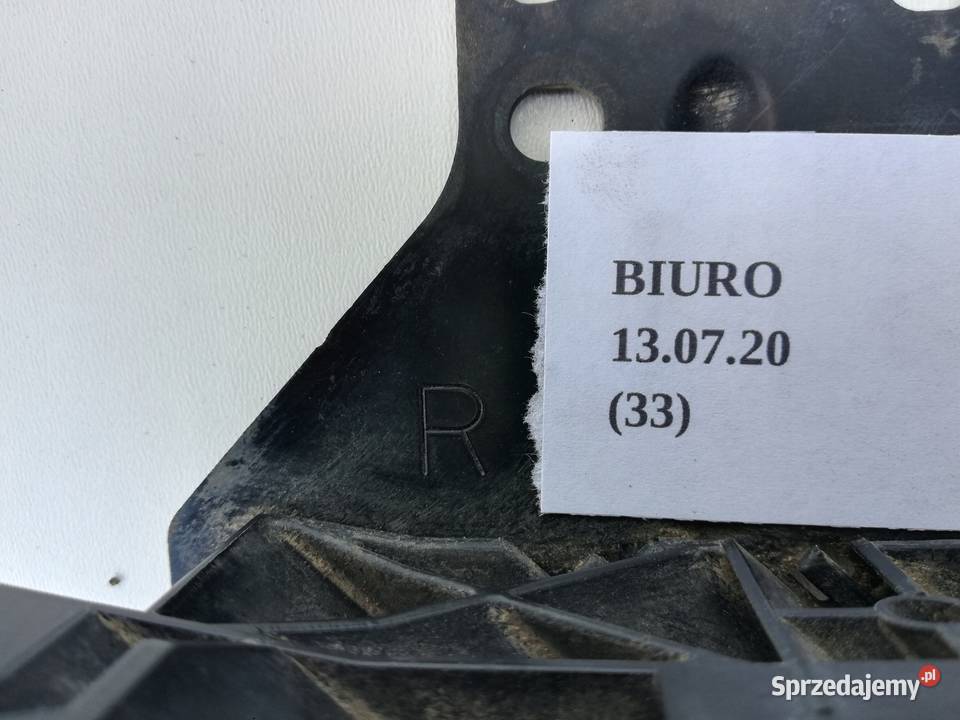 BIURO
13.07.20
(33)
R
Sprzedajemy.pl